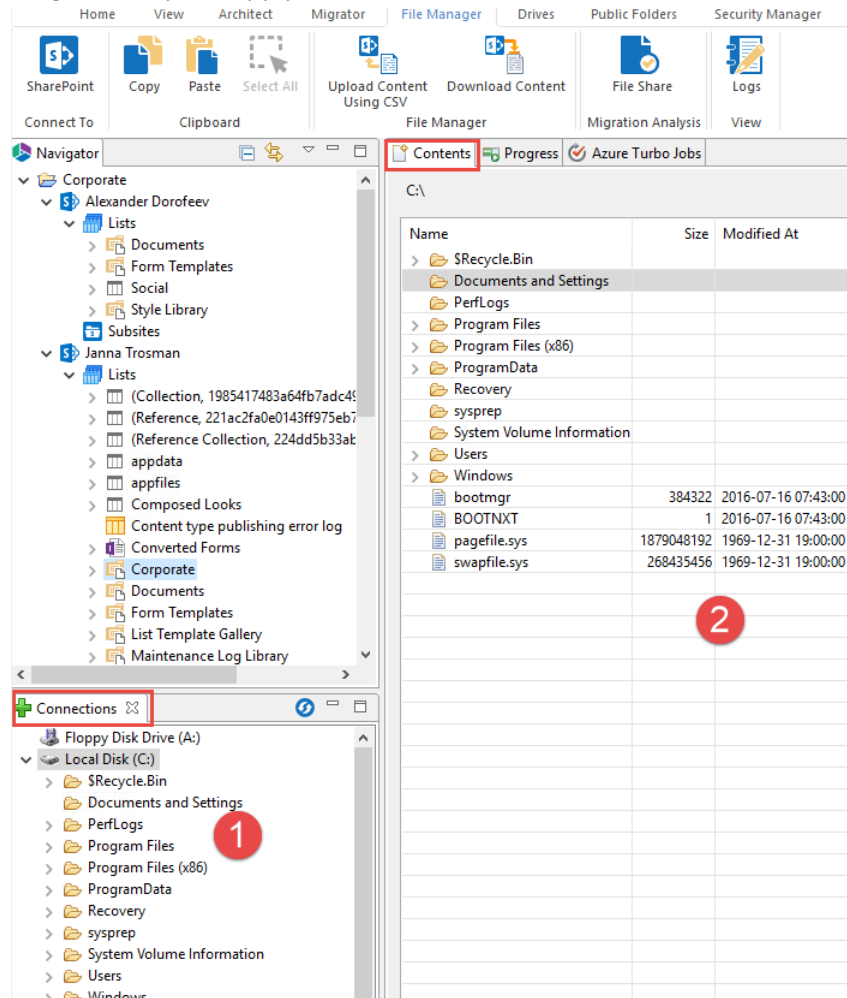 Home View Architect Migrator File Manager Drives Public Folders Security Manager
SharePoint Copy Paste Select All Upload Content Using CSV Download Content File Share Logs
Connect To Clipboard File Manager Migration Analysis View
Navigator
Corporate
Alexander Dorofeev
Lists
Documents
Form Templates
Social
Style Library
Subsites
Janna Trosman
Lists
(Collection, 1985417483a64fb7adc49
(Reference, 221ac2fa0e0143ff975eb7
(Reference Collection, 224dd5b33ab
appdata
appfiles
Composed Looks
Content type publishing error log
Converted Forms
Corporate
Documents
Form Templates
List Template Gallery
Maintenance Log Library
Connections
Floppy Disk Drive (A:)
Local Disk (C:)
$Recycle.Bin
Documents and Settings
PerfLogs
1
Program Files
Program Files (x86)
ProgramData
Recovery
sysprep
System Volume Information
Users
Windows
Contents Progress Azure Turbo Jobs
C:\
Name Size Modified At
$Recycle.Bin
Documents and Settings
PerfLogs
Program Files
Program Files (x86)
ProgramData
Recovery
sysprep
System Volume Information
Users
Windows
bootmgr 384322 2016-07-16 07:43:00
BOOTNXT 1 2016-07-16 07:43:00
pagefile.sys 1879048192 1969-12-31 19:00:00
swapfile.sys 268435456 1969-12-31 19:00:00
2